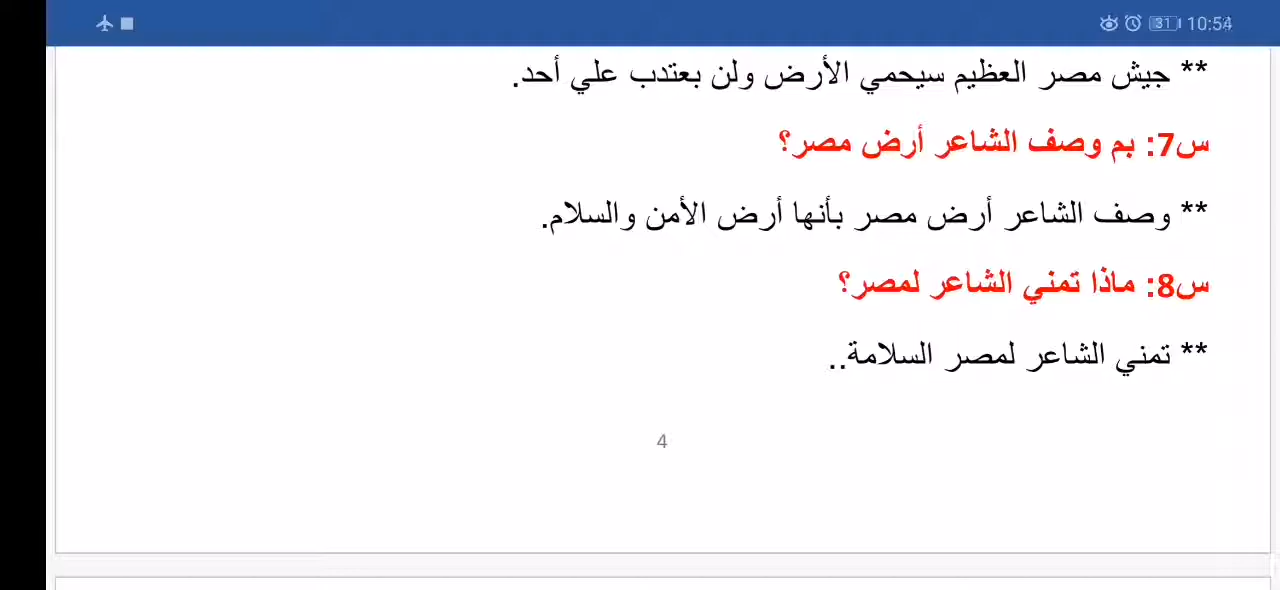 31 10:54
** جيش مصر العظيم سيحمي الأرض ولن بعتدب علي أحد.
س7: بم وصف الشاعر أرض مصر؟
** وصف الشاعر أرض مصر بأنها أرض الأمن والسلام.
س8: ماذا تمني الشاعر لمصر؟
** تمني الشاعر لمصر السلامة..
4